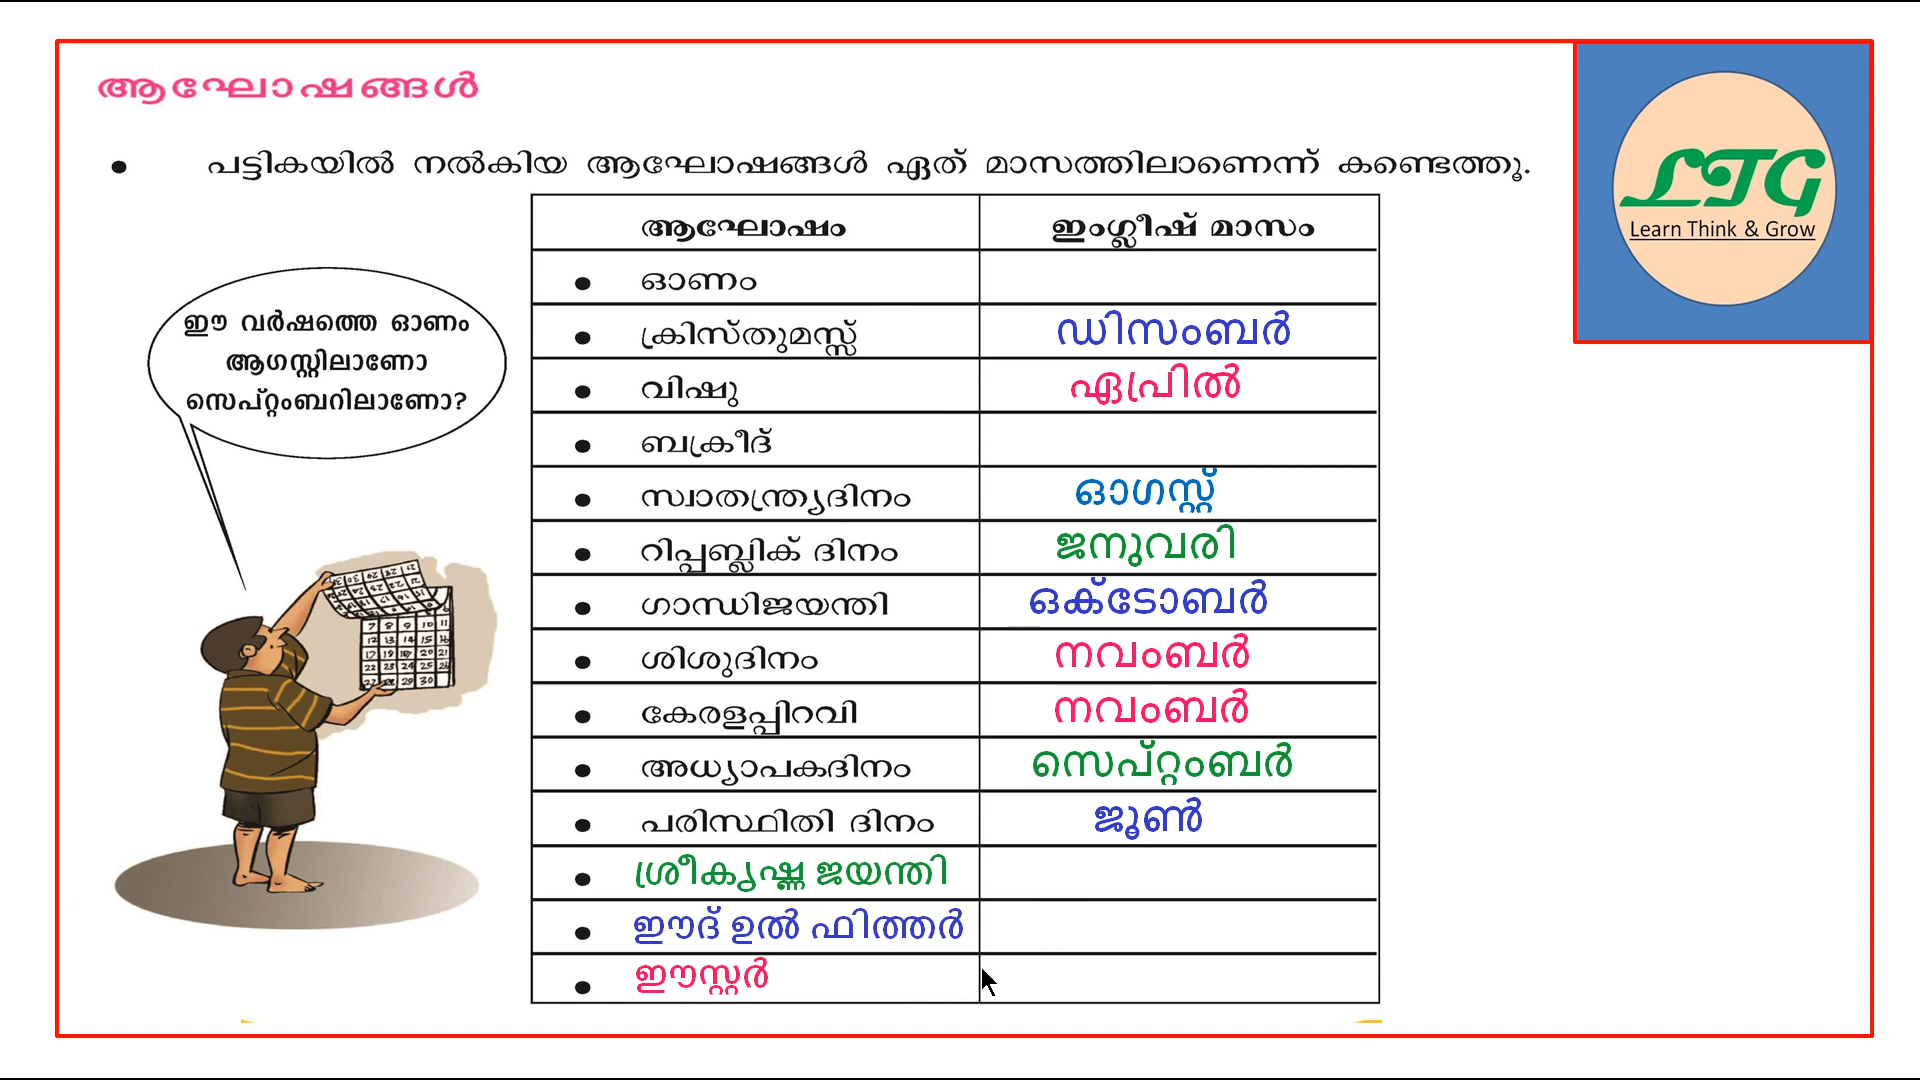 ആഘോഷങ്ങൾ
• പട്ടികയിൽ നൽകിയ ആഘോഷങ്ങൾ ഏത് മാസത്തിലാണെന്ന് കണ്ടെത്തൂ.
LTG
Learn Think & Grow
ഈ വർഷത്തെ ഓണം
ആഗസ്റ്റിലാണോ
സെപ്റ്റംബറിലാണോ?
ആഘോഷം ഇംഗ്ലീഷ് മാസം
• ഓണം
• ക്രിസ്തുമസ്സ് ഡിസംബർ
• വിഷു ഏപ്രിൽ
• ബക്രീദ്
• സ്വാതന്ത്ര്യദിനം ഓഗസ്റ്റ്
• റിപ്പബ്ലിക് ദിനം ജനുവരി
• ഗാന്ധിജയന്തി ഒക്ടോബർ
• ശിശുദിനം നവംബർ
• കേരളപ്പിറവി നവംബർ
• അധ്യാപകദിനം സെപ്റ്റംബർ
• പരിസ്ഥിതി ദിനം ജൂൺ
• ശ്രീകൃഷ്ണ ജയന്തി
• ഈദ് ഉൽ ഫിത്തർ
• ഈസ്റ്റർ